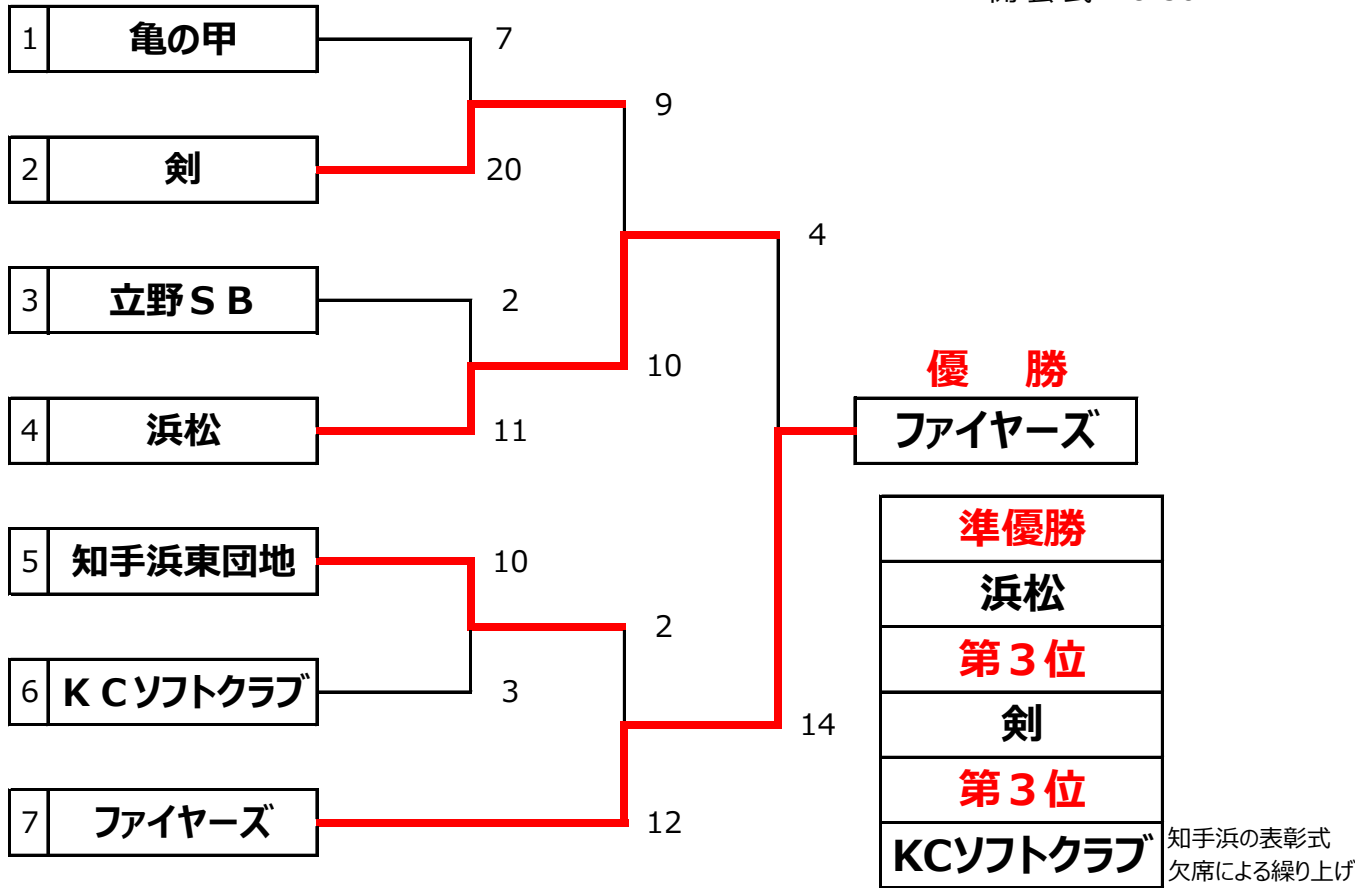 1 亀の甲 7
9
2 剣 20
4
3 立野ＳＢ 2
10
4 浜松 11
優 勝
ファイヤーズ
5 知手浜東団地 10
2
6 ＫＣソフトクラブ 3
14
7 ファイヤーズ 12
準優勝
浜松
第３位
剣
第３位
KCソフトクラブ
知手浜の表彰式
欠席による繰り上げ